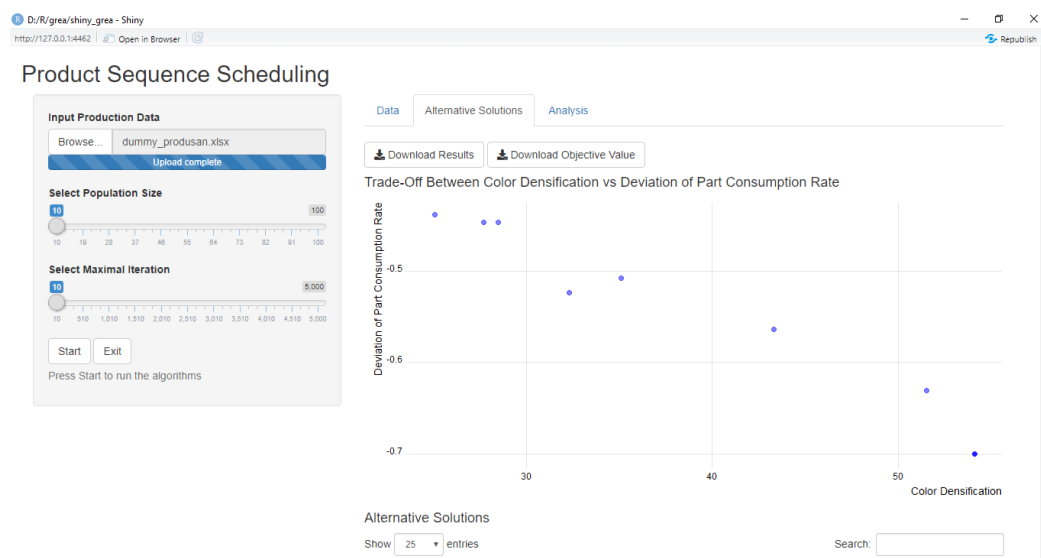 D:/R/grea/shiny_grea - Shiny
http://127.0.0.1:4462 Open in Browser
Republish
Product Sequence Scheduling
Input Production Data
Browse... dummy_produsan.xlsx
Upload complete
Select Population Size
10 100
10 19 28 37 46 55 64 73 82 91 100
Select Maximal Iteration
10 5,000
10 510 1,010 1,510 2,010 2,510 3,010 3,510 4,010 4,510 5,000
Start Exit
Press Start to run the algorithms
Data Alternative Solutions Analysis
Download Results Download Objective Value
Trade-Off Between Color Densification vs Deviation of Part Consumption Rate
Deviation of Part Consumption Rate
-0.5
-0.6
-0.7
30 40 50
Color Densification
Alternative Solutions
Show 25 entries Search: